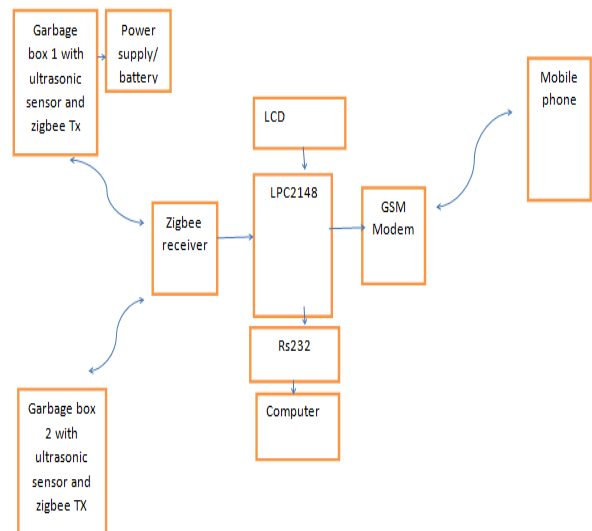 Garbage
box 1 with
ultrasonic
sensor and
zigbee Tx
Power
supply/
battery
LCD
Mobile
phone
LPC2148
GSM
Modem
Zigbee
receiver
Rs232
Computer
Garbage box
2 with
ultrasonic
sensor and
zigbee TX